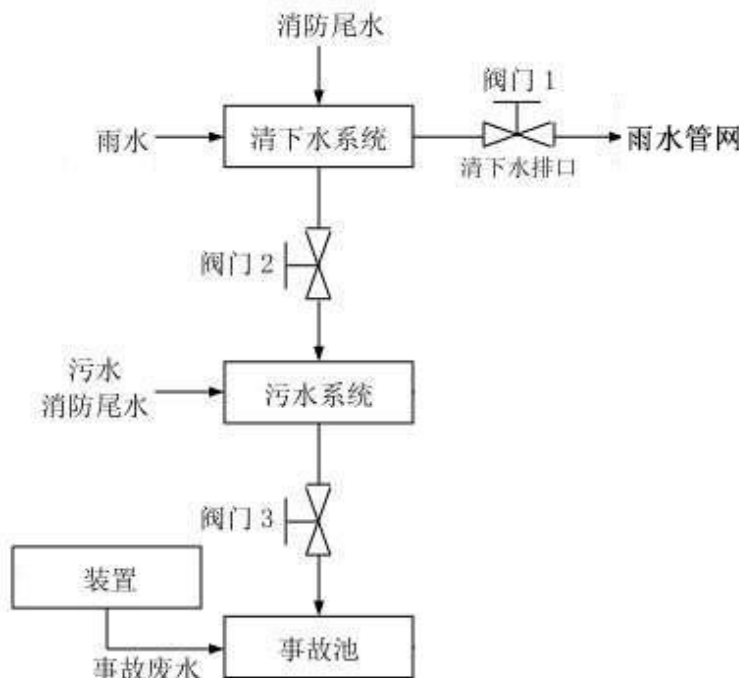 消防尾水
阀门 1
雨水
清下水系统
雨水管网
清下水排口
阀门 2
污水
消防尾水
污水系统
阀门 3
装置
事故池
事故废水